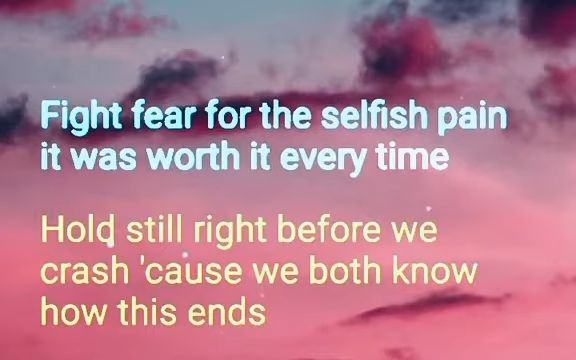 Fight fear for the selfish pain
it was worth it every time
Hold still right before we
crash 'cause we both know
how this ends